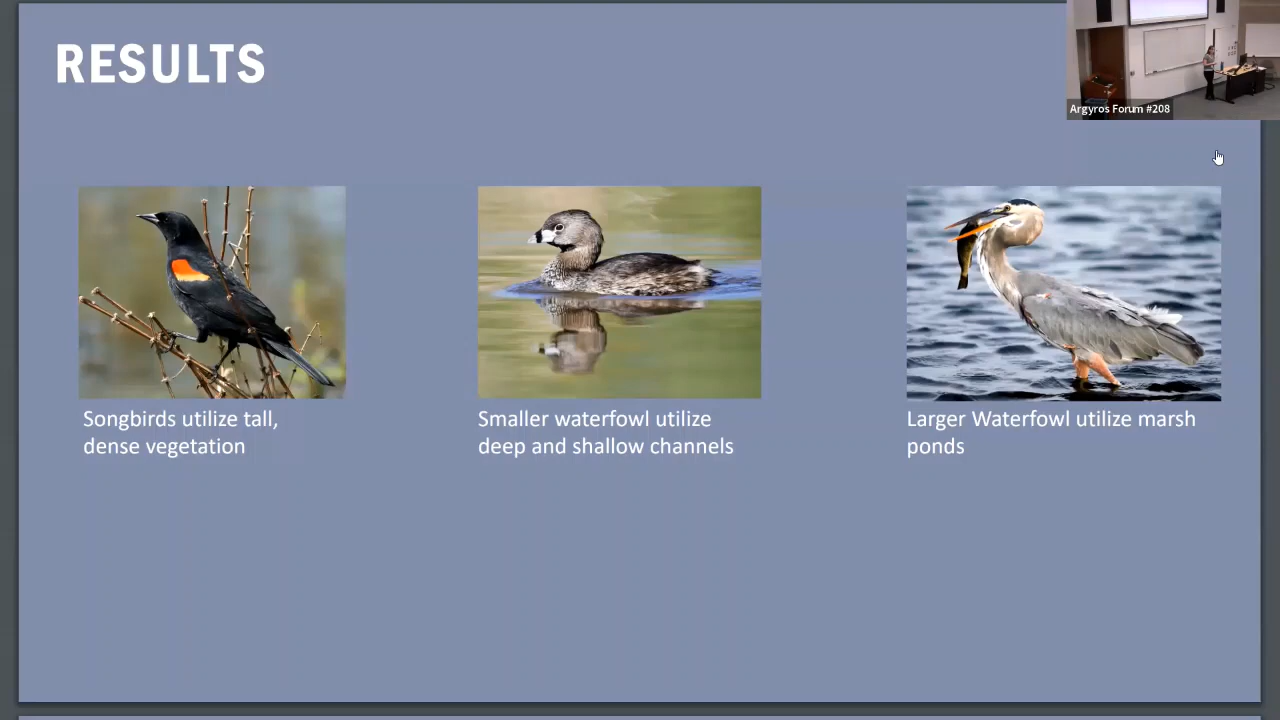 RESULTS
Argyros Forum #208
Songbirds utilize tall,
dense vegetation
Smaller waterfowl utilize
deep and shallow channels
Larger Waterfowl utilize marsh
ponds